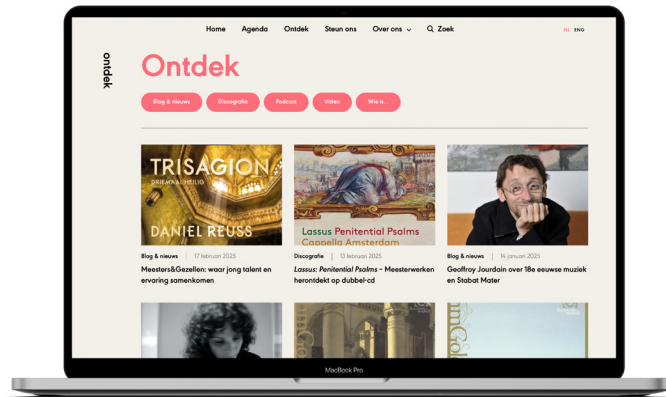 Home Agenda Ontdek Steun ons Over ons Zoek NL ENG
ontdek
Ontdek
Blog & nieuws Discografie Podcast Video Wie is...
TRISAGION
DRIEMAAL HEILIG
DANIEL REUSS
Lassus Penitential Psalms
Cappella Amsterdam
Blog & nieuws | 17 februari 2025
Meesters&Gezellen: waar jong talent en
ervaring samenkomen
Discografie | 13 februari 2025
Lassus: Penitential Psalms – Meesterwerken
herontdekt op dubbel-cd
Blog & nieuws | 14 januari 2025
Geoffroy Jourdain over 18e eeuwse muziek
en Stabat Mater
MacBook Pro